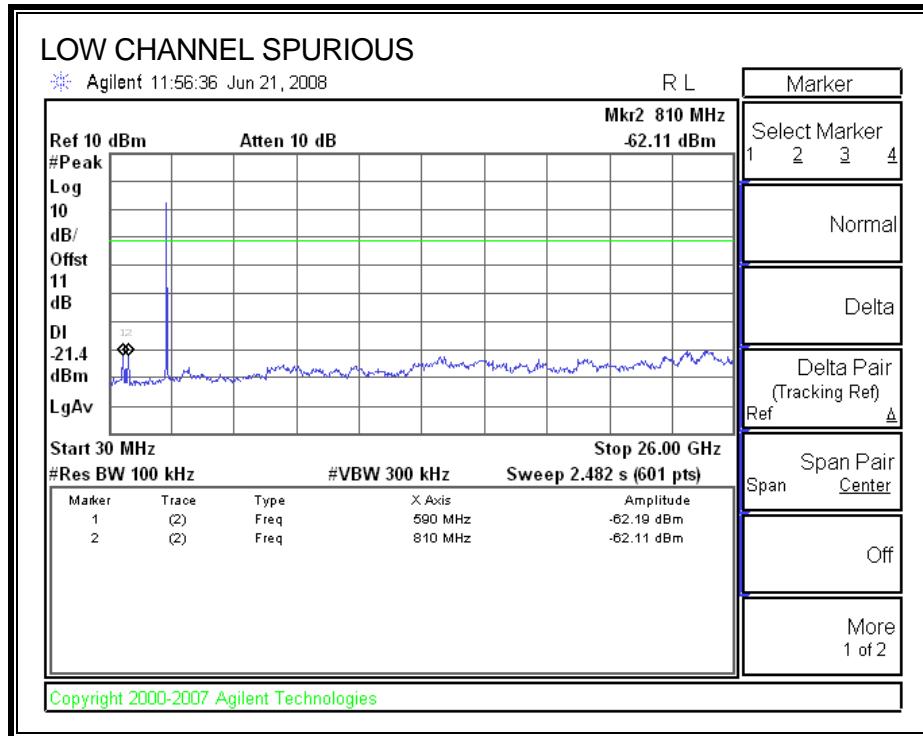 LOW CHANNEL SPURIOUS
Agilent 11:56:36 Jun 21, 2008 R L
Mkr2 810 MHz
Ref 10 dBm Atten 10 dB -62.11 dBm
#Peak
Log
10
dB/
Offst
11
dB
DI
-21.4
dBm
LgAv
12
Start 30 MHz Stop 26.00 GHz
#Res BW 100 kHz #VBW 300 kHz Sweep 2.482 s (601 pts)
Marker Trace Type X Axis Amplitude
1 (2) Freq 590 MHz -62.19 dBm
2 (2) Freq 810 MHz -62.11 dBm
Marker
Select Marker
1 2 3 4
Normal
Delta
Delta Pair
(Tracking Ref)
Ref Δ
Span Pair
Span Center
Off
More
1 of 2
Copyright 2000-2007 Agilent Technologies